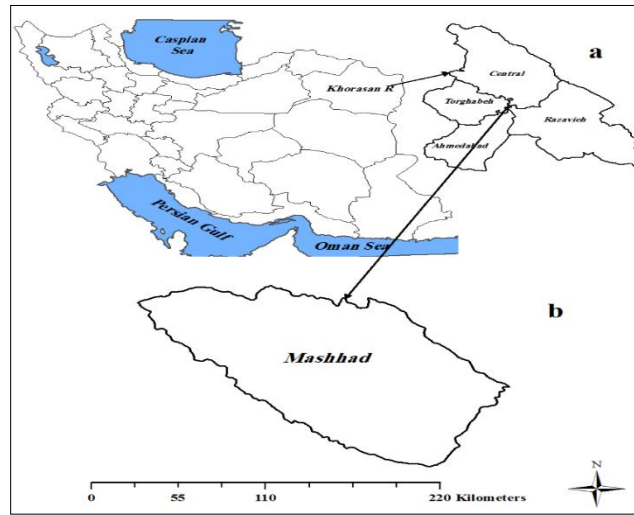 Caspian
Sea
a
Khorasan R
Central
Torghabeh
Razavieh
Ahmedabad
Persian Gulf
Oman Sea
b
Mashhad
N
0 55 110 220 Kilometers